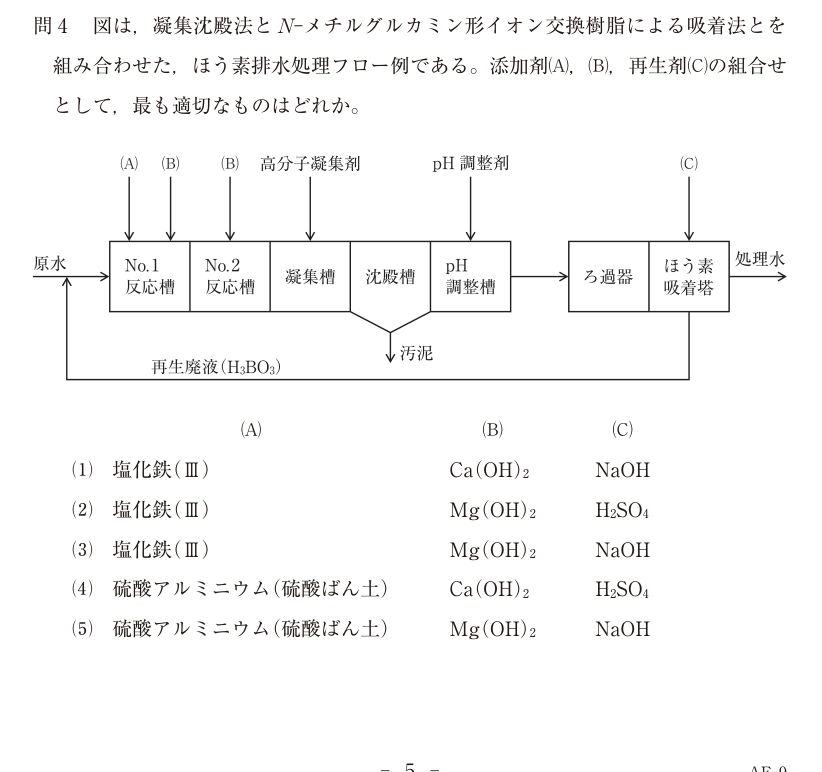 問4 図は，凝集沈殿法と N-メチルグルカミン形イオン交換樹脂による吸着法とを
組み合わせた，ほう素排水処理フロー例である。添加剤(A)，(B)，再生剤(C)の組合せ
として，最も適切なものはどれか。
(A) (B) (B) 高分子凝集剤 pH 調整剤 (C)
原水
No.1
反応槽
No.2
反応槽
凝集槽
沈殿槽
pH
調整槽
ろ過器
ほう素
吸着塔
処理水
汚泥
再生廃液(H₃BO₃)
(A) (B) (C)
(1) 塩化鉄(Ⅲ) Ca(OH)₂ NaOH
(2) 塩化鉄(Ⅲ) Mg(OH)₂ H₂SO₄
(3) 塩化鉄(Ⅲ) Mg(OH)₂ NaOH
(4) 硫酸アルミニウム(硫酸ばん土) Ca(OH)₂ H₂SO₄
(5) 硫酸アルミニウム(硫酸ばん土) Mg(OH)₂ NaOH
- 5 -